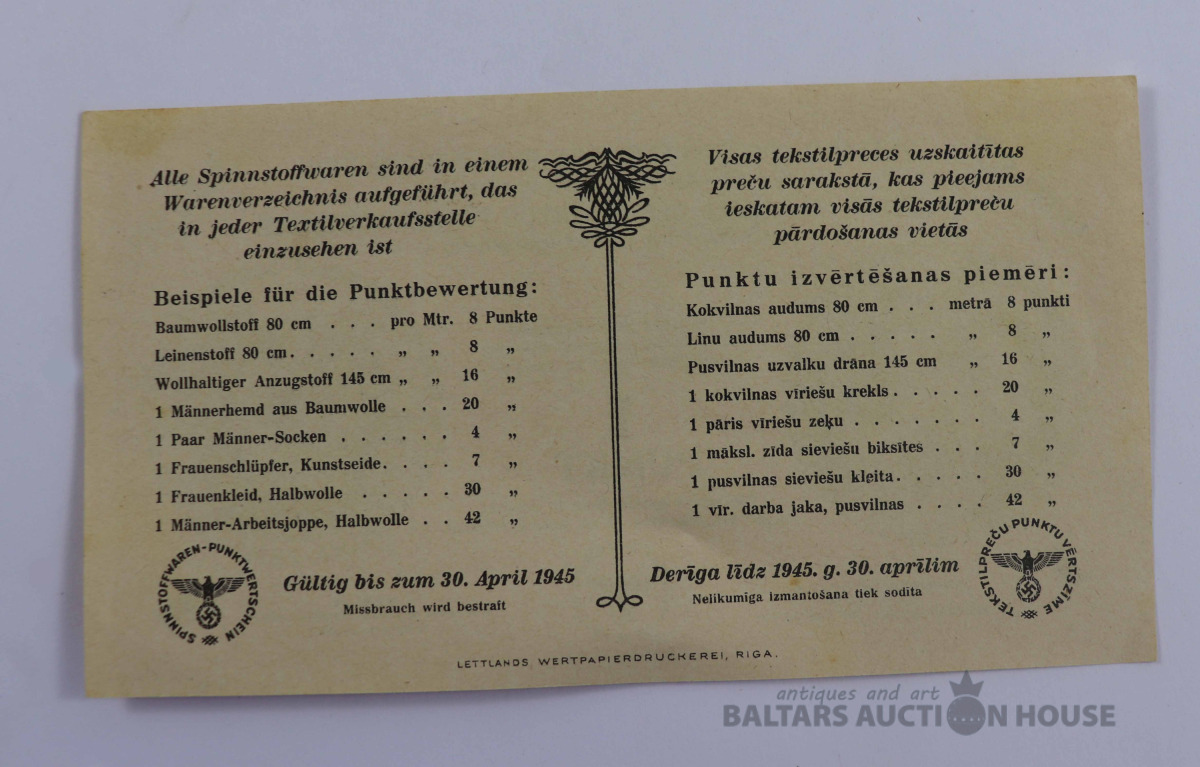 Alle Spinnstoffwaren sind in einem
Warenverzeichnis aufgeführt, das
in jeder Textilverkaufsstelle
einzusehen ist
Beispiele für die Punktbewertung:
Baumwollstoff 80 cm . . . pro Mtr. 8 Punkte
Leinenstoff 80 cm. . . . . „ „ 8 „
Wollhaltiger Anzugstoff 145 cm „ „ 16 „
1 Männerhemd aus Baumwolle . . . 20 „
1 Paar Männer-Socken . . . . . . 4 „
1 Frauenschlüpfer, Kunstseide. . . . 7 „
1 Frauenkleid, Halbwolle . . . . . 30 „
1 Männer-Arbeitsjoppe, Halbwolle . . 42 „
SPINNSTOFFWAREN-PUNKTWERTSCHEIN
Gültig bis zum 30. April 1945
Missbrauch wird bestraft
Visas tekstilpreces uzskaitītas
preču sarakstā, kas pieejams
ieskatam visās tekstilpreču
pārdošanas vietās
Punktu izvērtēšanas piemēri:
Kokvilnas audums 80 cm . . . metrā 8 punkti
Linu audums 80 cm . . . . . „ 8 „
Pusvilnas uzvalku drāna 145 cm „ 16 „
1 kokvilnas vīriešu krekls. . . . . 20 „
1 pāris vīriešu zeķu . . . . . . . 4 „
1 māksl. zīda sieviešu biksītes . . . 7 „
1 pusvilnas sieviešu kleita. . . . . 30 „
1 vīr. darba jaka, pusvilnas . . . . 42 „
Derīga līdz 1945. g. 30. aprīlim
Nelikumīga izmantošana tiek sodīta
TEKSTILPREČU PUNKTU VĒRTSZĪME
LETTLANDS WERTPAPIERDRUCKEREI, RIGA.
antiques and art
BALTARS AUCTION HOUSE